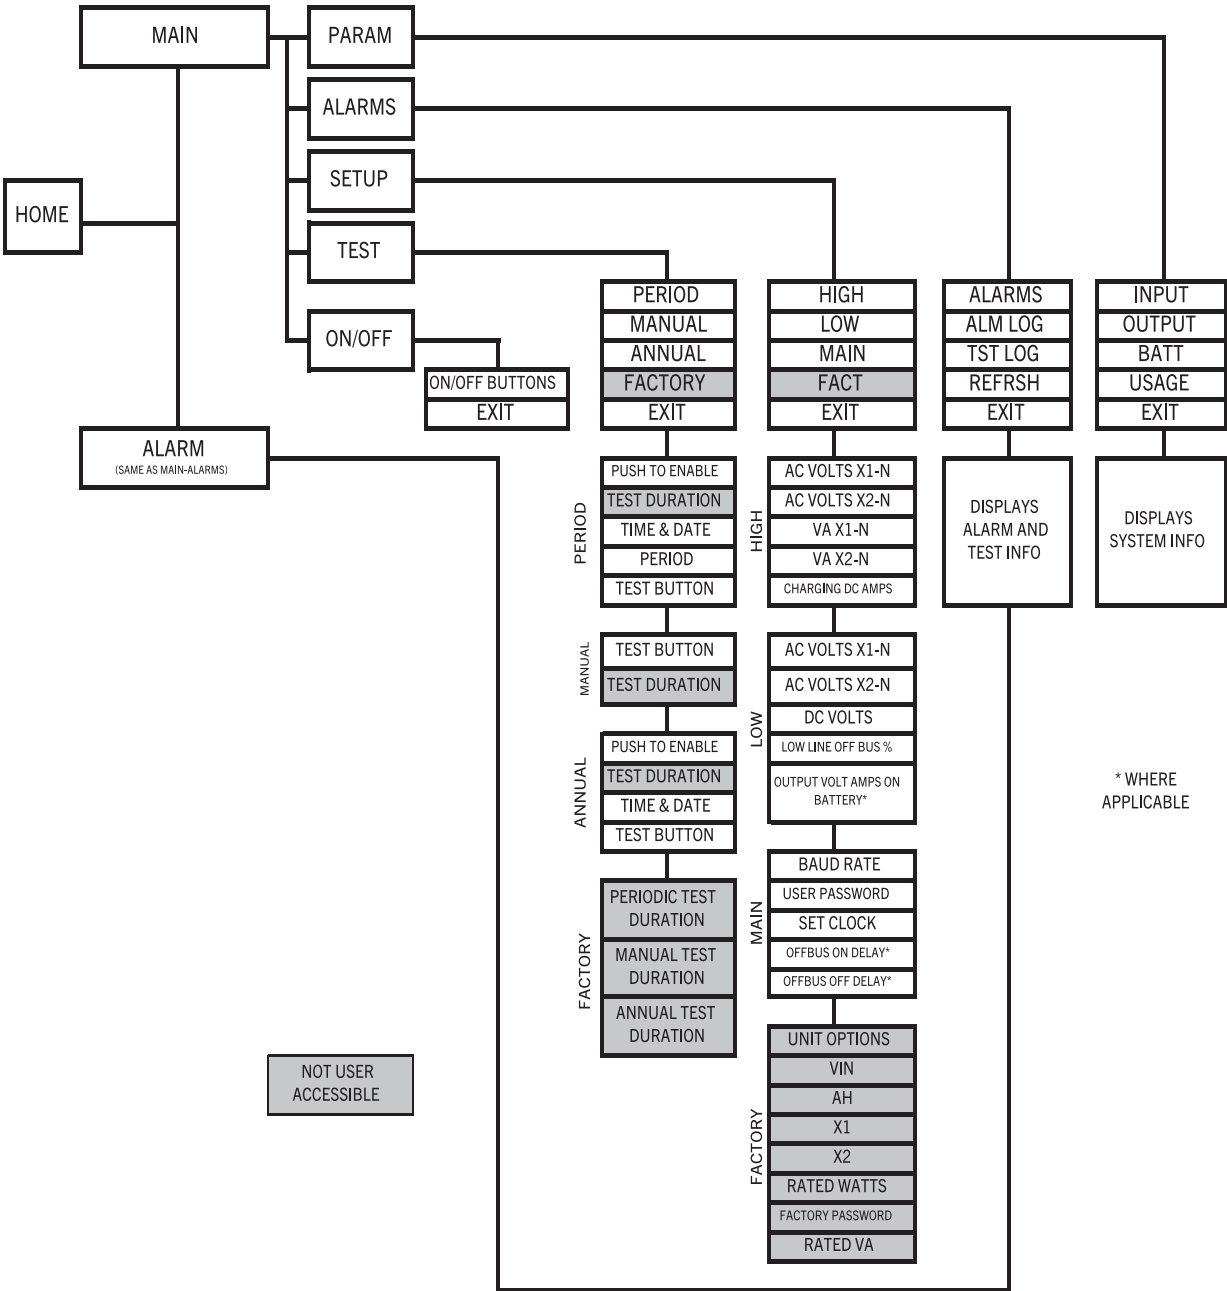 MAIN
PARAM
ALARMS
SETUP
HOME
TEST
ON/OFF
ON/OFF BUTTONS
EXIT
ALARM
(SAME AS MAIN-ALARMS)
PERIOD
MANUAL
ANNUAL
FACTORY
EXIT
HIGH
LOW
MAIN
FACT
EXIT
ALARMS
ALM LOG
TST LOG
REFRSH
EXIT
INPUT
OUTPUT
BATT
USAGE
EXIT
PERIOD
PUSH TO ENABLE
TEST DURATION
TIME & DATE
PERIOD
TEST BUTTON
MANUAL
TEST BUTTON
TEST DURATION
ANNUAL
PUSH TO ENABLE
TEST DURATION
TIME & DATE
TEST BUTTON
FACTORY
PERIODIC TEST
DURATION
MANUAL TEST
DURATION
ANNUAL TEST
DURATION
HIGH
AC VOLTS X1-N
AC VOLTS X2-N
VA X1-N
VA X2-N
CHARGING DC AMPS
LOW
AC VOLTS X1-N
AC VOLTS X2-N
DC VOLTS
LOW LINE OFF BUS %
OUTPUT VOLT AMPS ON
BATTERY*
MAIN
BAUD RATE
USER PASSWORD
SET CLOCK
OFFBUS ON DELAY*
OFFBUS OFF DELAY*
FACTORY
UNIT OPTIONS
VIN
AH
X1
X2
RATED WATTS
FACTORY PASSWORD
RATED VA
DISPLAYS
ALARM AND
TEST INFO
DISPLAYS
SYSTEM INFO
* WHERE
APPLICABLE
NOT USER
ACCESSIBLE